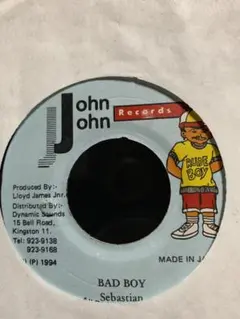 John
John
Records
RUDE
BOY
Produced By:-
Lloyd James Jnr.
Distributed By:-
Dynamic Sounds
15 Bell Road,
Kingston 11.
Tel: 923-9138
923-9168
(P) 1994
MADE IN JA
BAD BOY
Sebastian